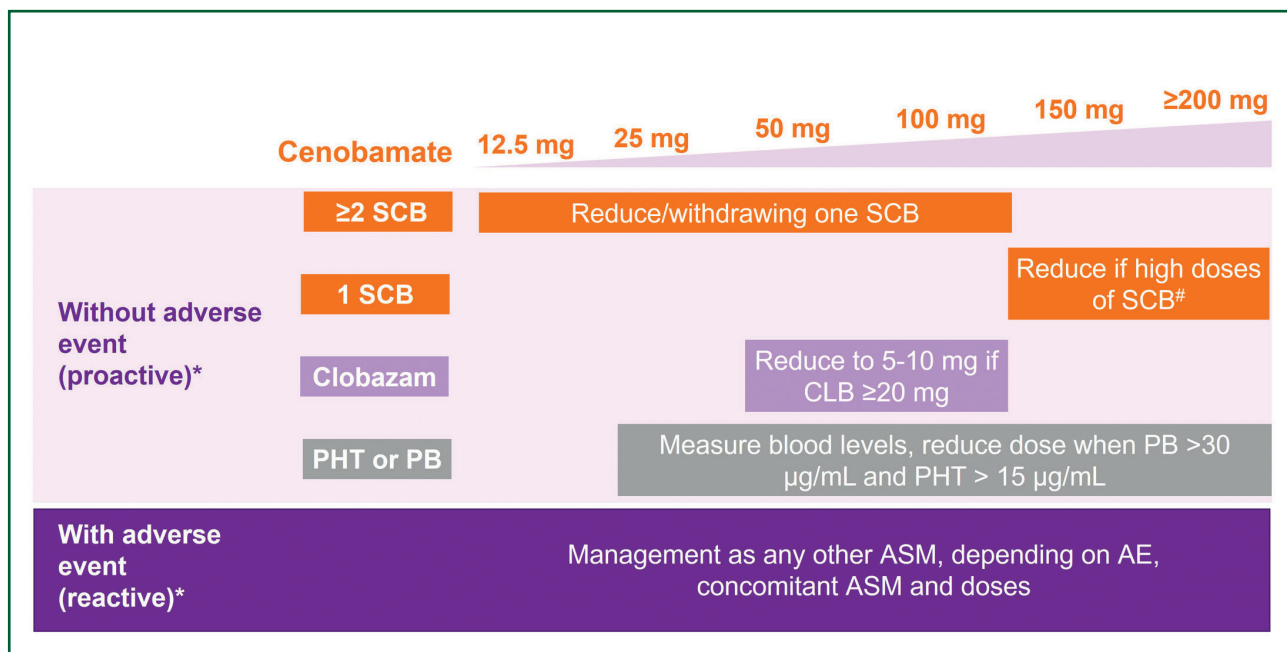 Cenobamate
12.5 mg
25 mg
50 mg
100 mg
150 mg
≥200 mg
Without adverse
event
(proactive)*
≥2 SCB
Reduce/withdrawing one SCB
1 SCB
Reduce if high doses
of SCB#
Clobazam
Reduce to 5-10 mg if
CLB ≥20 mg
PHT or PB
Measure blood levels, reduce dose when PB >30
µg/mL and PHT > 15 µg/mL
With adverse
event
(reactive)*
Management as any other ASM, depending on AE,
concomitant ASM and doses